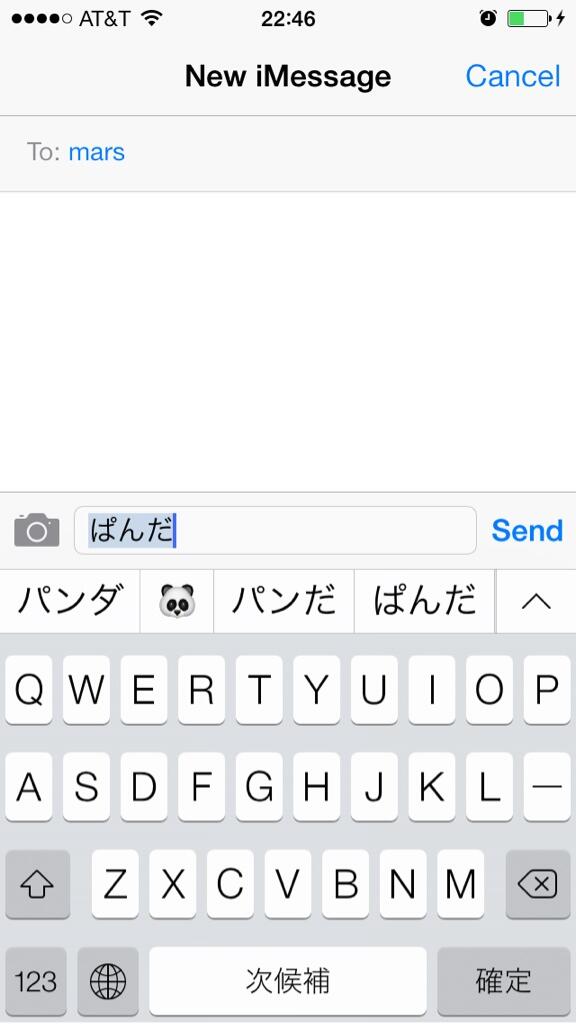 AT&T 22:46
New iMessage Cancel
To: mars
ぱんだ Send
パンダ 🐼 パンだ ぱんだ
Q W E R T Y U I O P
A S D F G H J K L ー
Z X C V B N M
123 次候補 確定